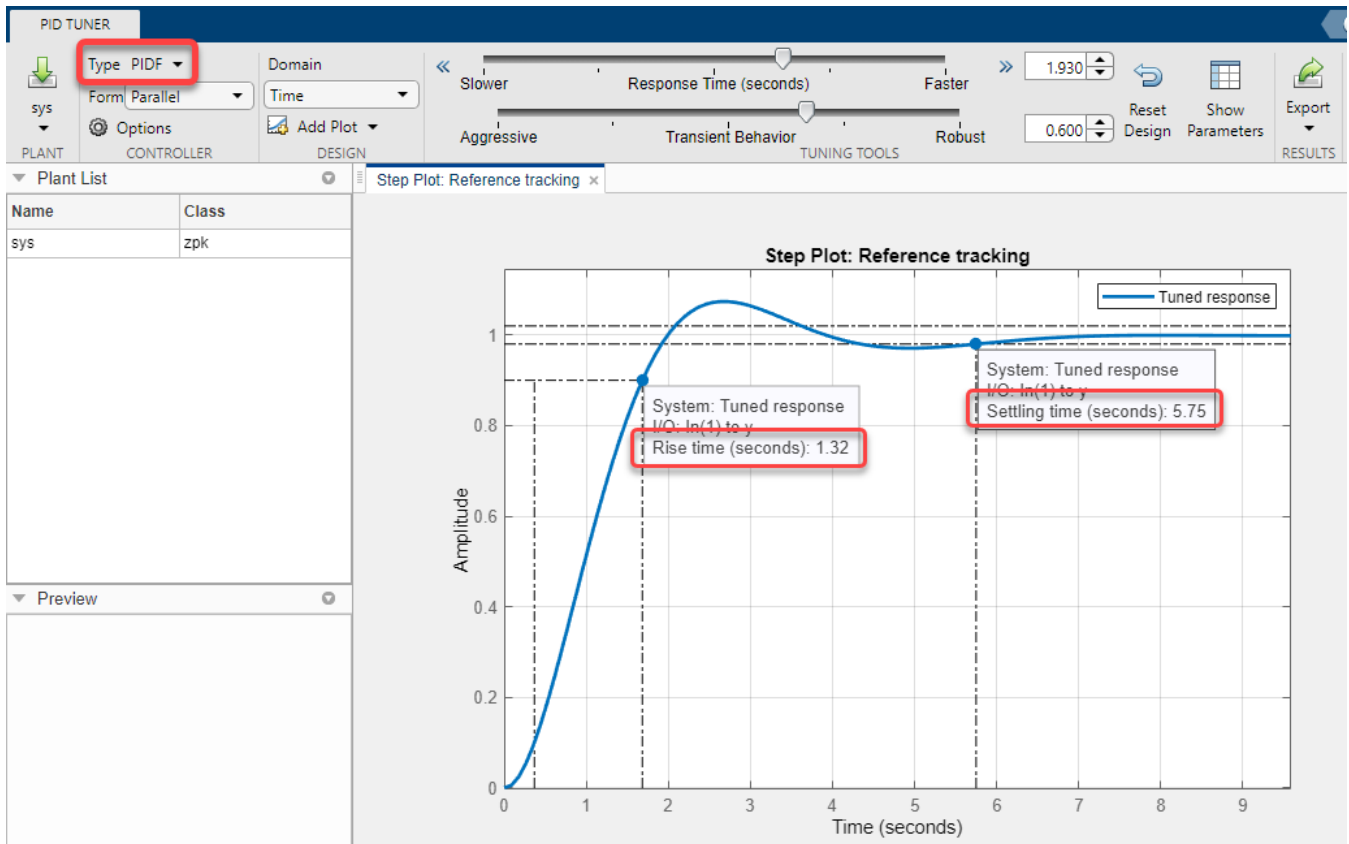 PID TUNER
sys
PLANT
Type PIDF
Form Parallel
Options
CONTROLLER
Domain
Time
Add Plot
DESIGN
Slower Response Time (seconds) Faster
1.930
Aggressive Transient Behavior Robust
0.600
TUNING TOOLS
Reset
Design
Show
Parameters
Export
RESULTS
Plant List
Name Class
sys zpk
Preview
Step Plot: Reference tracking ×
Step Plot: Reference tracking
Tuned response
System: Tuned response
I/O: In(1) to y
Rise time (seconds): 1.32
System: Tuned response
I/O: In(1) to y
Settling time (seconds): 5.75
Amplitude
1
0.8
0.6
0.4
0.2
0
0 1 2 3 4 5 6 7 8 9
Time (seconds)